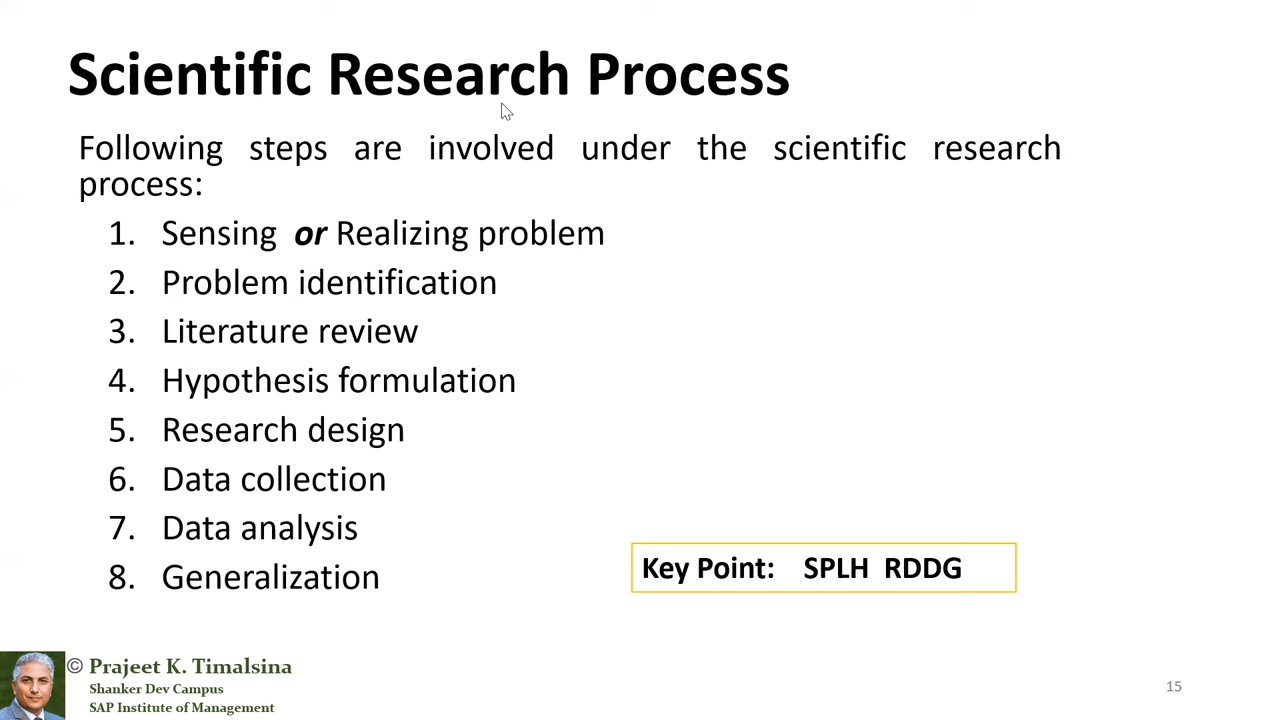 Scientific Research Process
Following steps are involved under the scientific research
process:
1. Sensing or Realizing problem
2. Problem identification
3. Literature review
4. Hypothesis formulation
5. Research design
6. Data collection
7. Data analysis
8. Generalization
Key Point: SPLH RDDG
© Prajeet K. Timalsina
Shanker Dev Campus
SAP Institute of Management
15